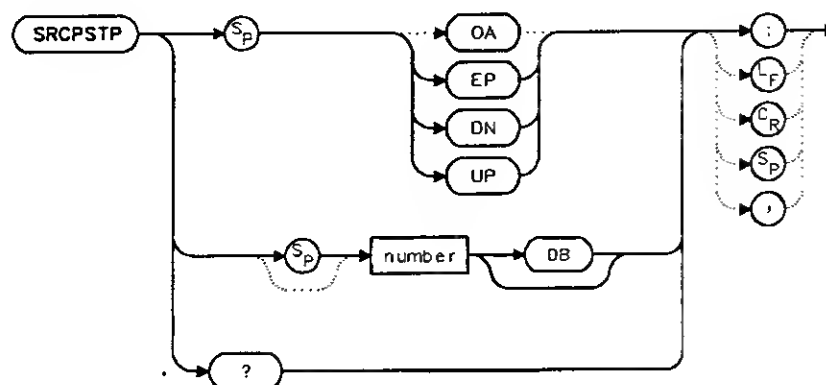 SRCPSTP
SP
OA
EP
DN
UP
SP
number
DB
?
;
LF
CR
SP
,